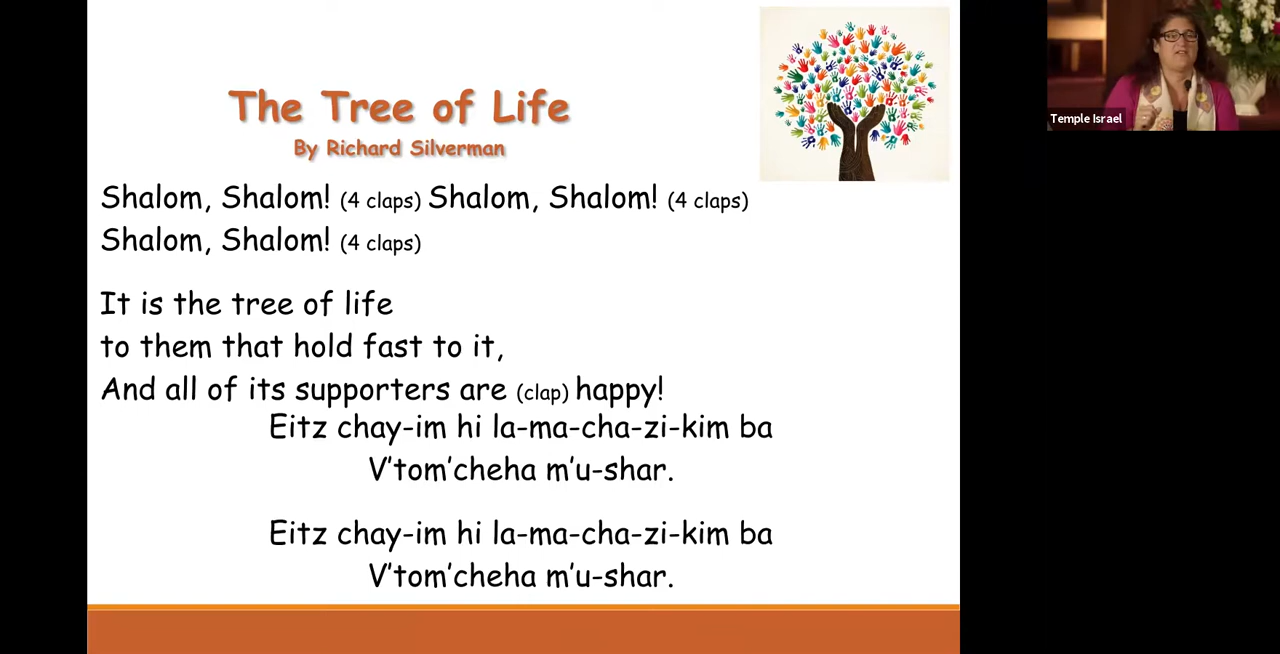 The Tree of Life
By Richard Silverman
Shalom, Shalom! (4 claps) Shalom, Shalom! (4 claps)
Shalom, Shalom! (4 claps)
It is the tree of life
to them that hold fast to it,
And all of its supporters are (clap) happy!
Eitz chay-im hi la-ma-cha-zi-kim ba
V’tom’cheha m’u-shar.
Eitz chay-im hi la-ma-cha-zi-kim ba
V’tom’cheha m’u-shar.
Temple Israel